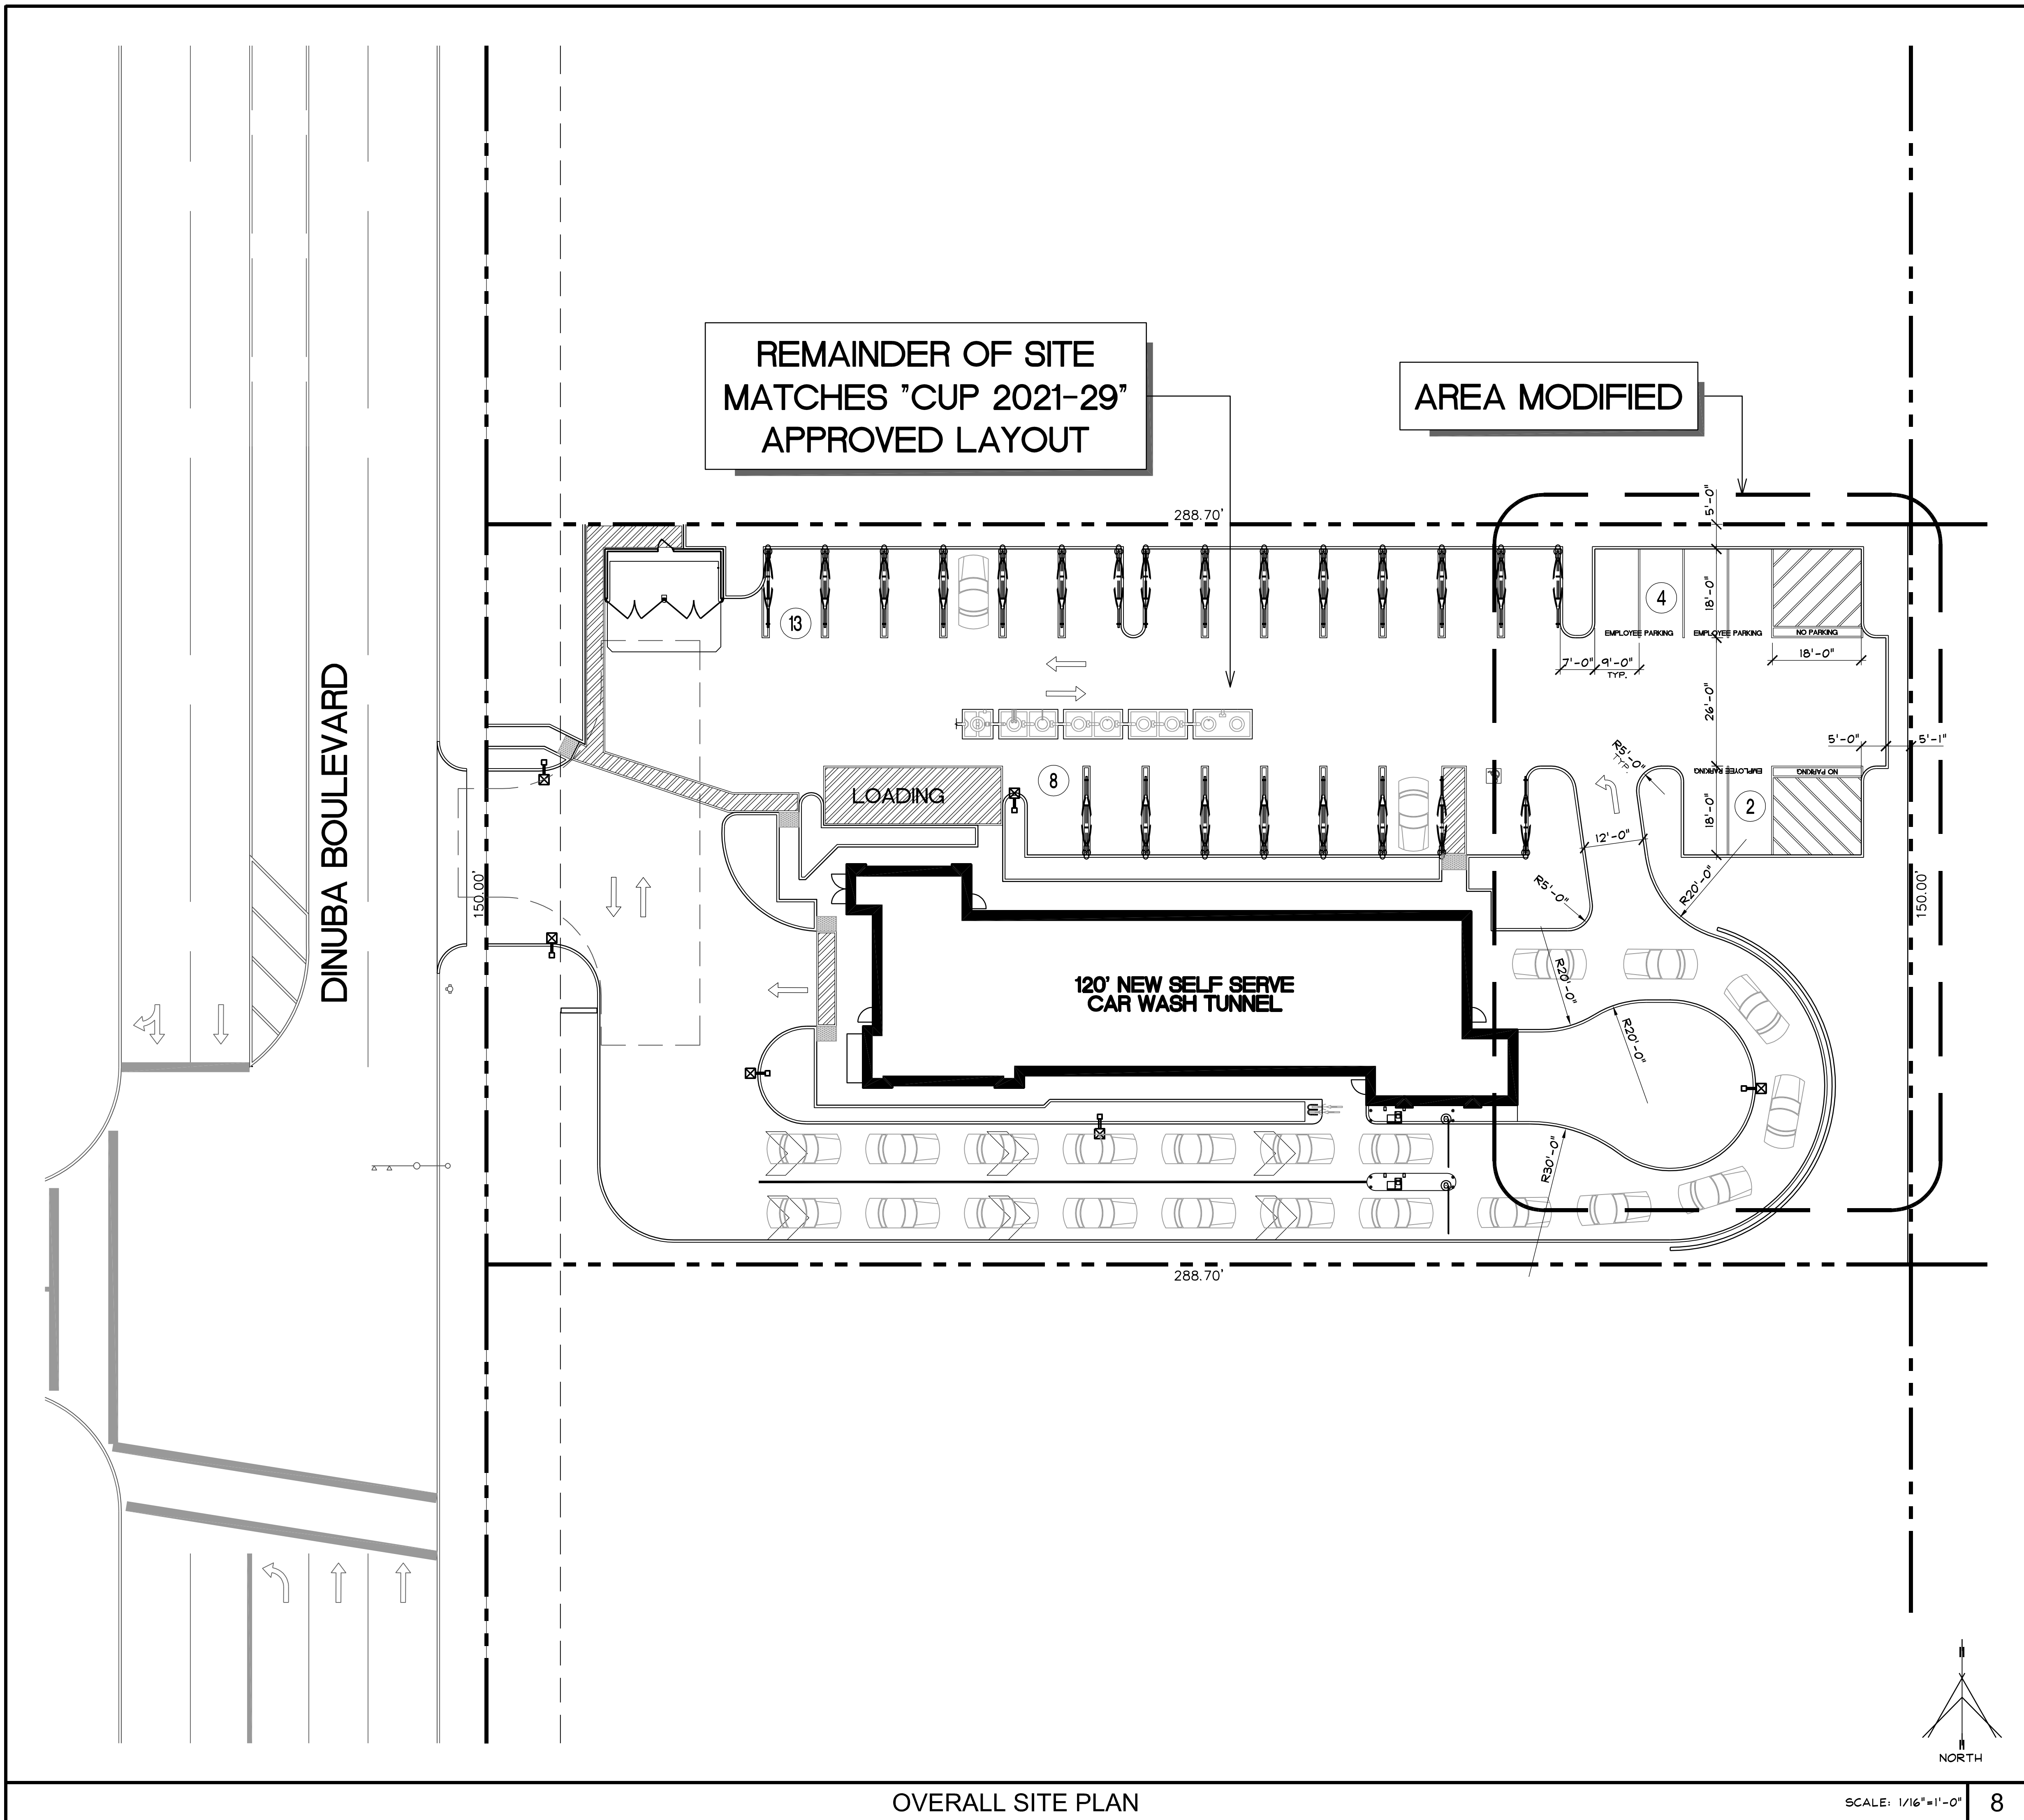 REMAINDER OF SITE
MATCHES "CUP 2021-29"
APPROVED LAYOUT
AREA MODIFIED
288.70'
5'-0"
13
4
18'-0"
EMPLOYEE PARKING
EMPLOYEE PARKING
NO PARKING
7'-0"
9'-0"
TYP.
18'-0"
26'-0"
DINUBA BOULEVARD
5'-0"
5'-1"
R5'-0"
TYP.
EMPLOYEE PARKING
NO PARKING
8
LOADING
2
18'-0"
12'-0"
150.00'
R5'-0"
R20'-0"
150.00'
120' NEW SELF SERVE
CAR WASH TUNNEL
R20'-0"
R20'-0"
R30'-0"
288.70'
NORTH
OVERALL SITE PLAN
SCALE: 1/16"=1'-0"
8